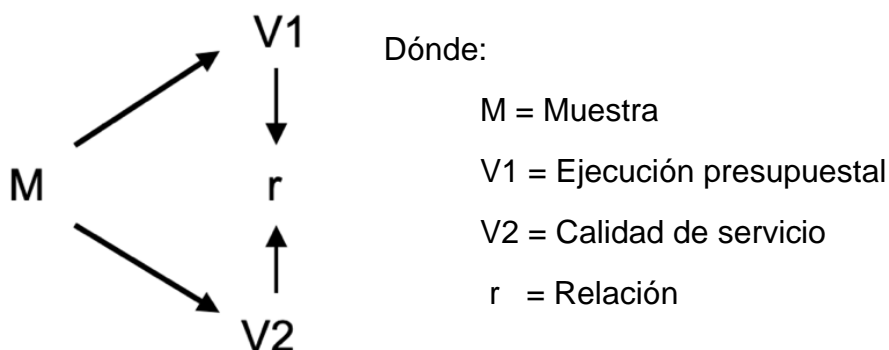 V1
M
r
V2
Dónde:
M = Muestra
V1 = Ejecución presupuestal
V2 = Calidad de servicio
r = Relación